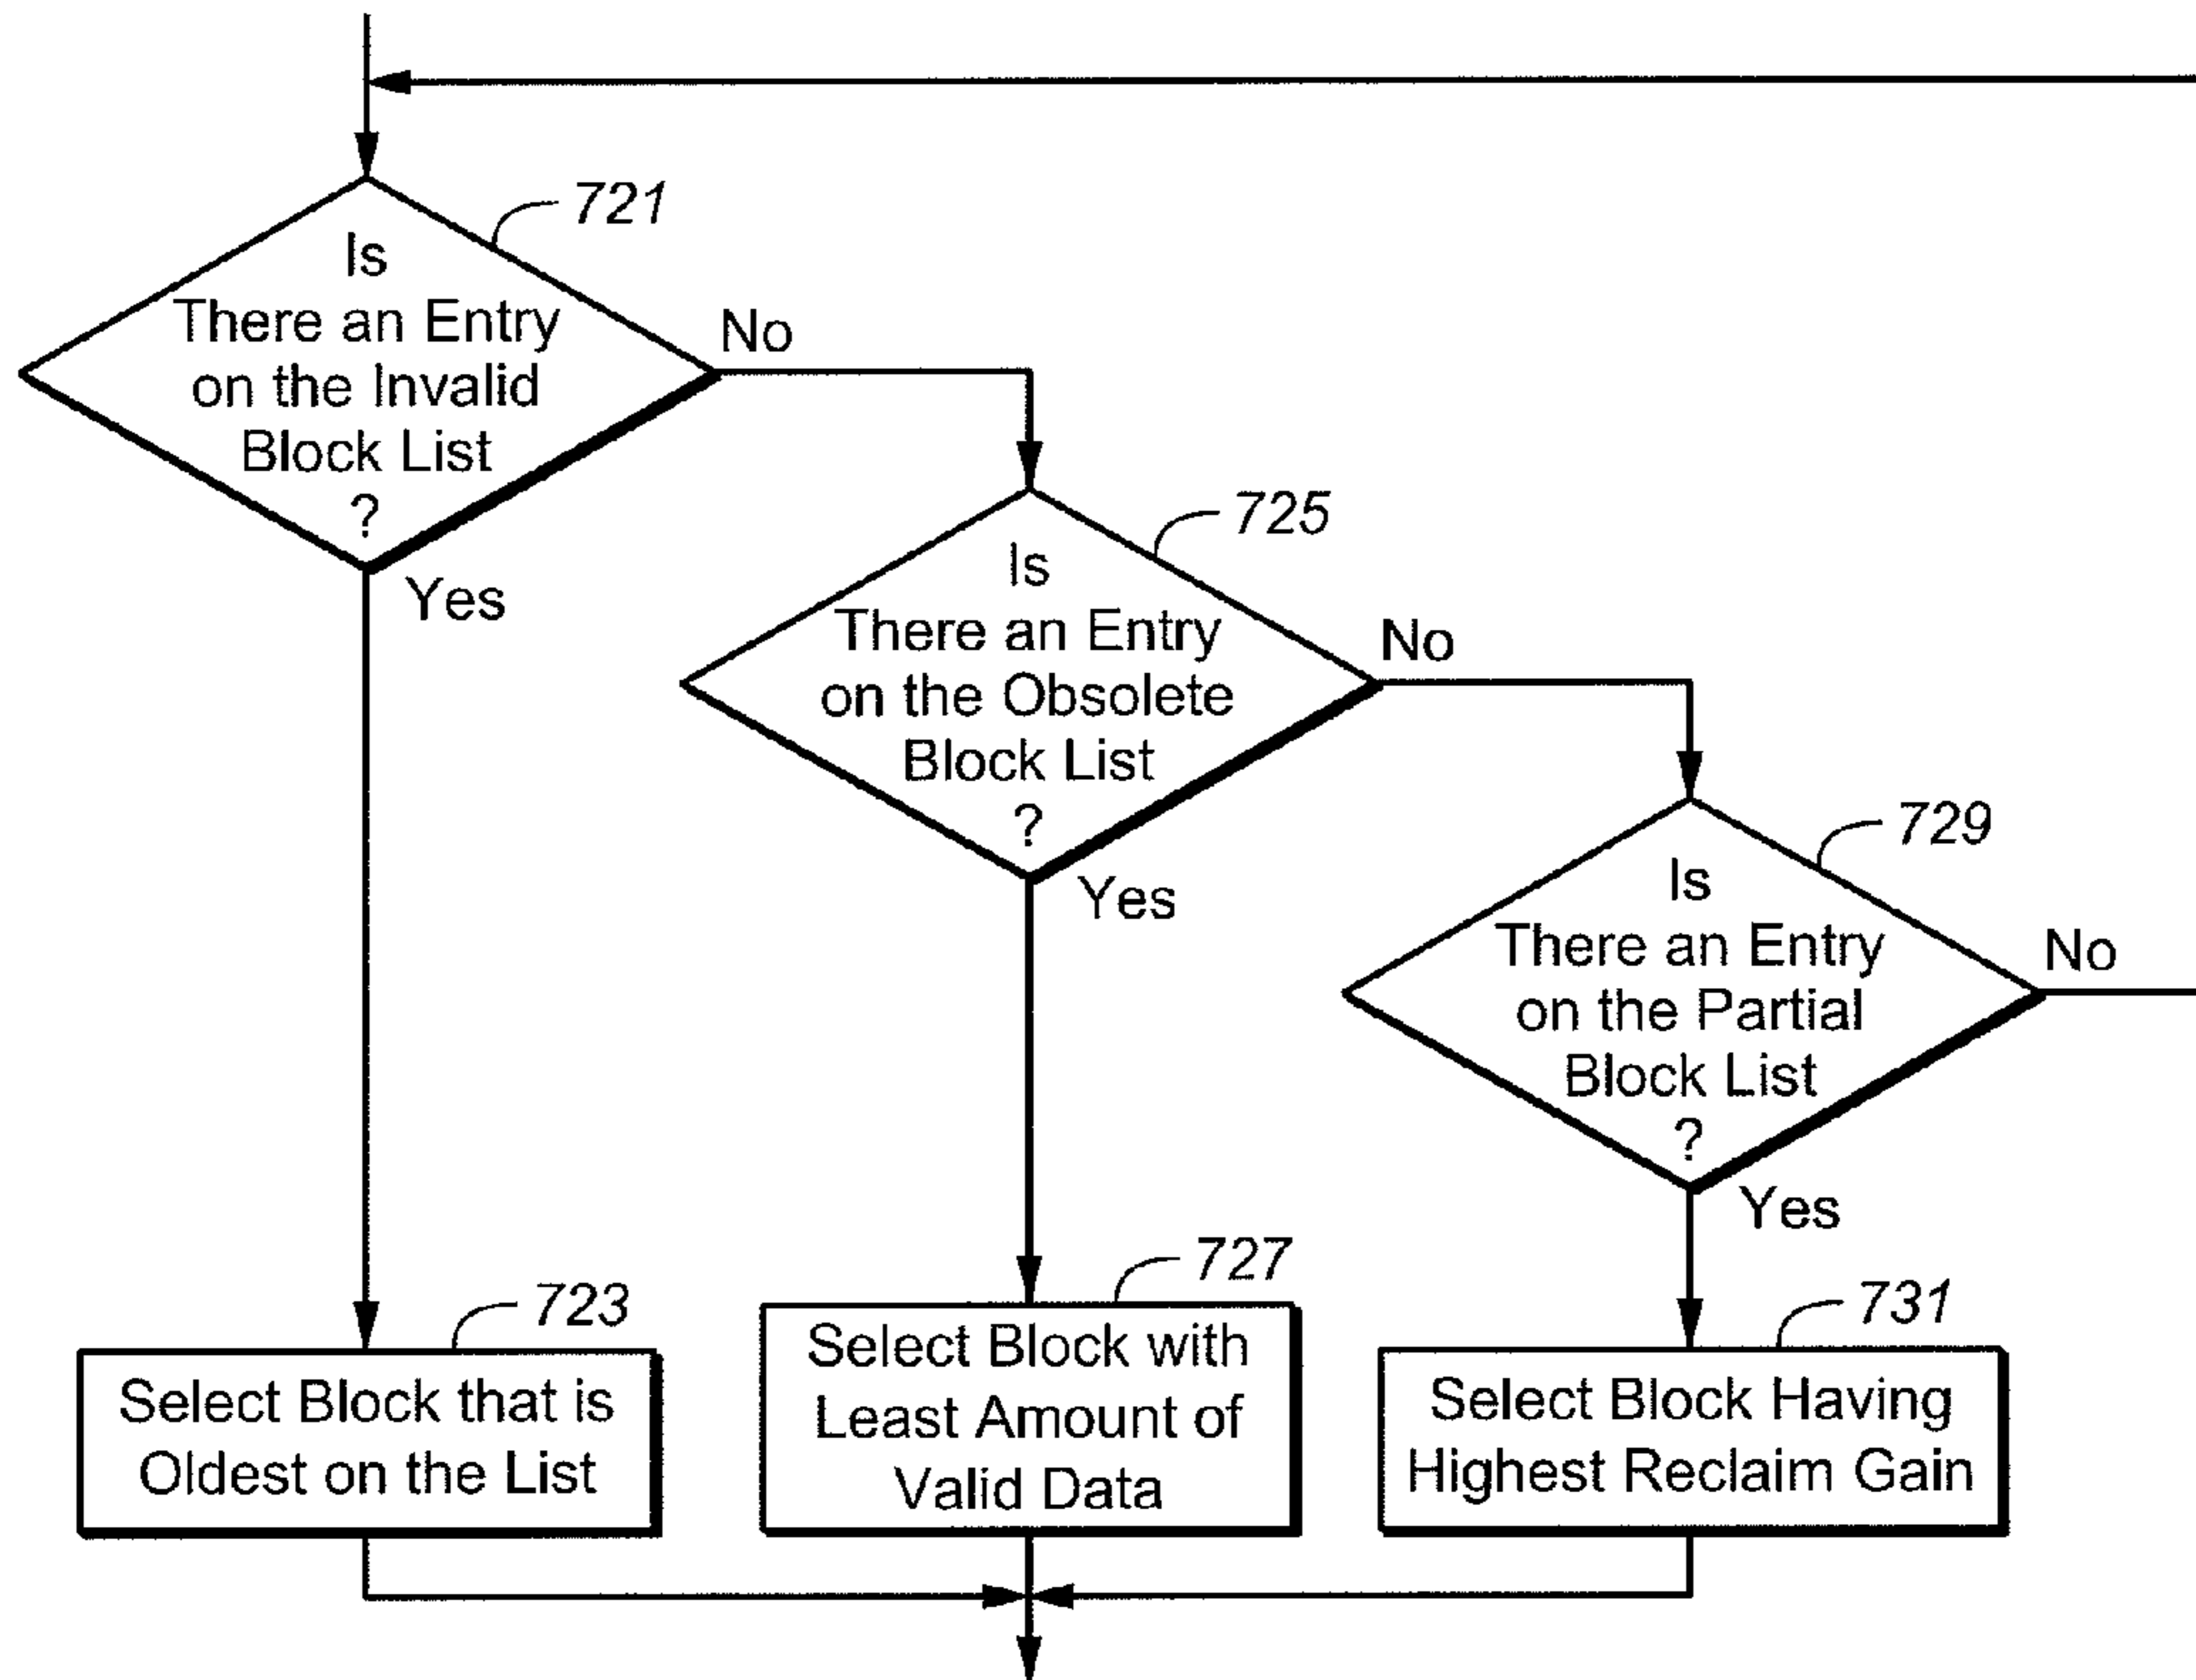 721
Is
There an Entry
on the Invalid
Block List
?
No
Yes
725
Is
There an Entry
on the Obsolete
Block List
?
No
Yes
729
Is
There an Entry
on the Partial
Block List
?
No
Yes
723
Select Block that is
Oldest on the List
727
Select Block with
Least Amount of
Valid Data
731
Select Block Having
Highest Reclaim Gain